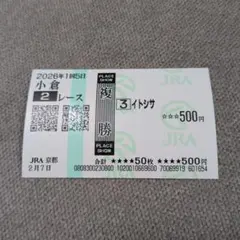 2026年1回5日
小倉
2レース
PLACE SHOW
複勝
PLACE SHOW
3 イトシサ
☆☆☆500円
JRA
JRA 京都
2月7日
合計 ★★★★50枚 ★★★★500円